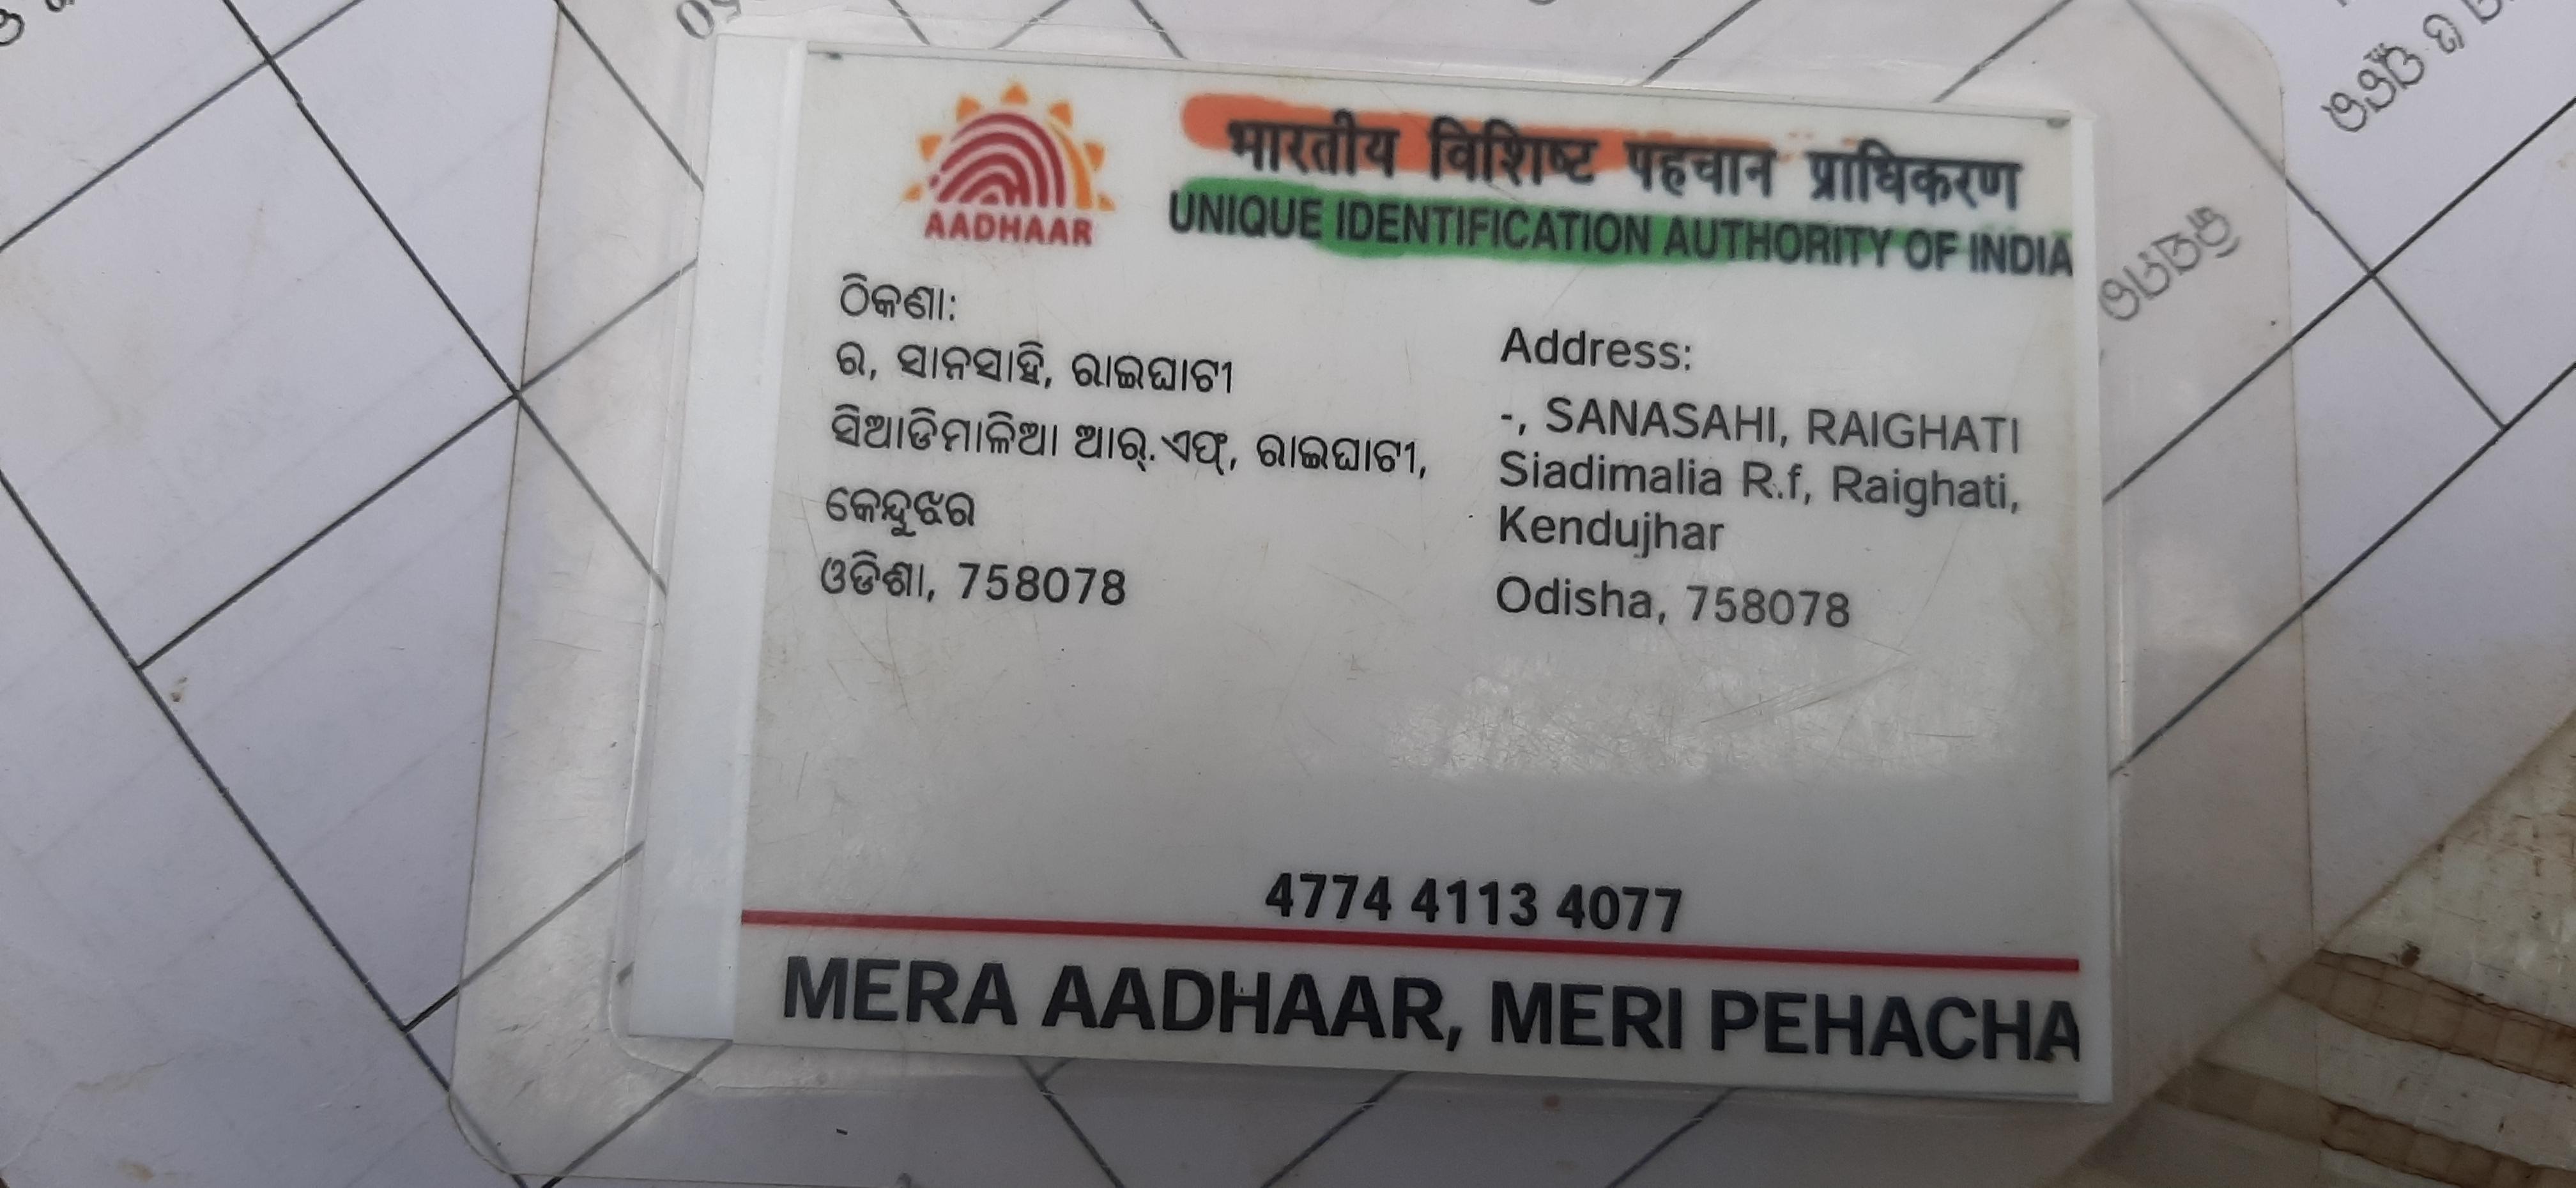 भारतीय विशिष्ट पहचान प्राधिकरण
AADHAAR
UNIQUE IDENTIFICATION AUTHORITY OF INDIA
ଠିକଣା:
ର, ସାନସାହି, ରାଇଘାଟୀ
ସିଆଡିମାଳିଆ ଆର୍.ଏଫ୍, ରାଇଘାଟୀ,
କେନ୍ଦୁଝର
ଓଡିଶା, 758078
Address:
-, SANASAHI, RAIGHATI
Siadimalia R.f, Raighati,
Kendujhar
Odisha, 758078
4774 4113 4077
MERA AADHAAR, MERI PEHACHA